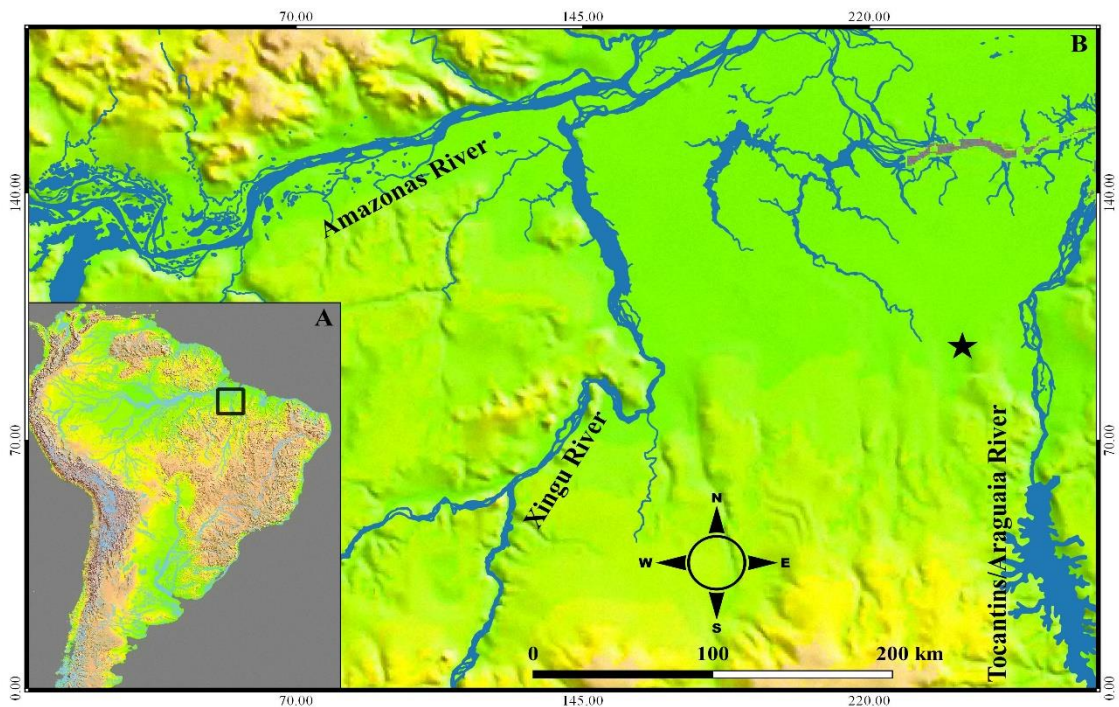 70.00
145.00
220.00
B
140.00
140.00
Amazonas River
A
70.00
70.00
Xingu River
Tocantins/Araguaia River
N
W
E
S
0
100
200 km
0.00
0.00
70.00
145.00
220.00